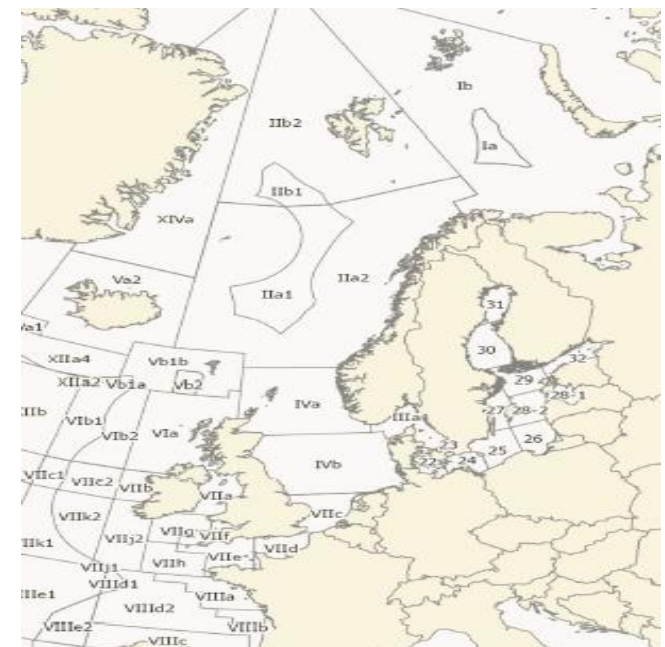 Ib
IIb2
Ia
IIb1
XIVa
IIa2
Va2
IIa1
31
Va1
30
32
XIIa4
Vb1b
29
XIIa2
Vb1a
Vb2
28-1
IVa
27
28-2
XIIb
VIb1
IIIa
VIb2
VIa
23
26
25
IVb
22
24
VIIc1
VIIc2
VIIb
VIIa
VIIk2
VIIc
VIIg
VIIf
VIIk1
VIIj2
VIId
VIIe
VIIh
VIIj1
VIIId1
VIIIe1
VIIIa
VIIId2
VIIIe2
VIIIb
VIIIc